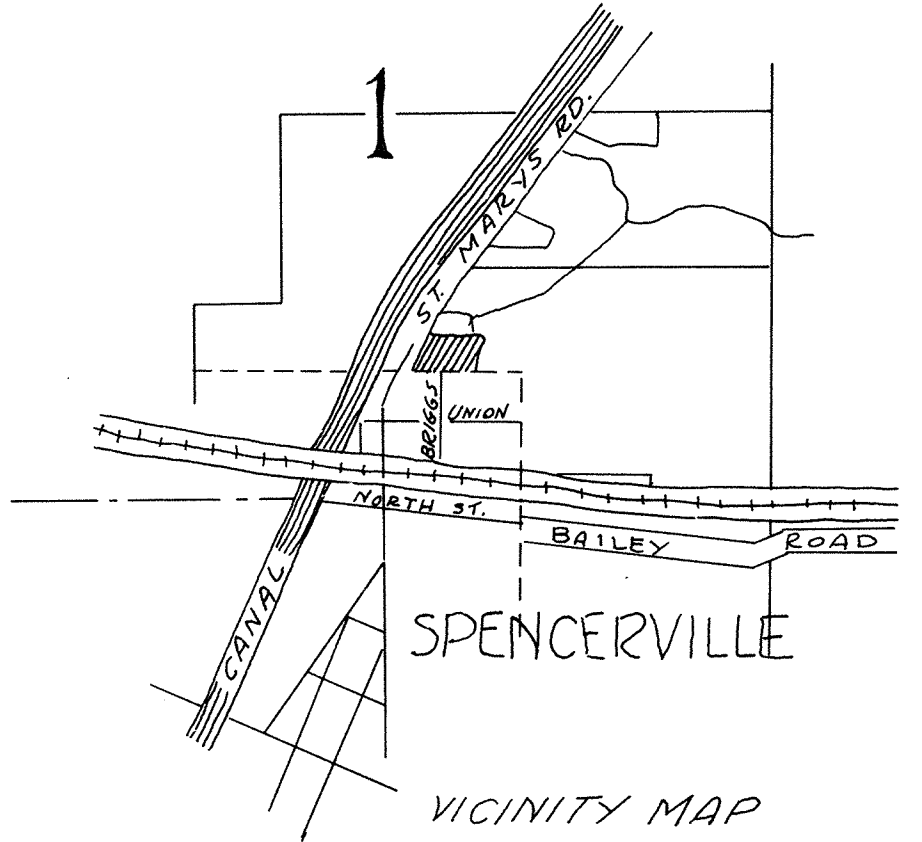 1
ST. MARYS RD.
BRIGGS
UNION
NORTH ST.
BAILEY ROAD
CANAL
SPENCERVILLE
VICINITY MAP